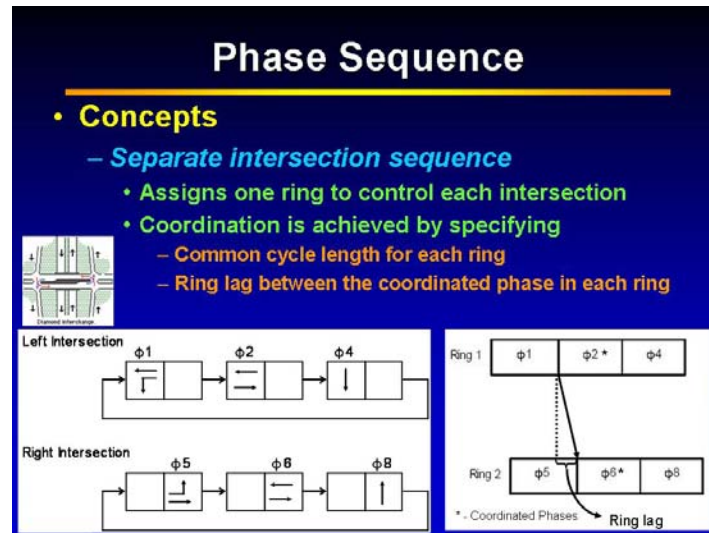 Phase Sequence
• Concepts
– Separate intersection sequence
• Assigns one ring to control each intersection
• Coordination is achieved by specifying
– Common cycle length for each ring
– Ring lag between the coordinated phase in each ring
Diamond Interchange
Left Intersection
ϕ1 ϕ2 ϕ4
Right Intersection
ϕ5 ϕ6 ϕ8
Ring 1 ϕ1 ϕ2 * ϕ4
Ring 2 ϕ5 ϕ6* ϕ8
* - Coordinated Phases
Ring lag